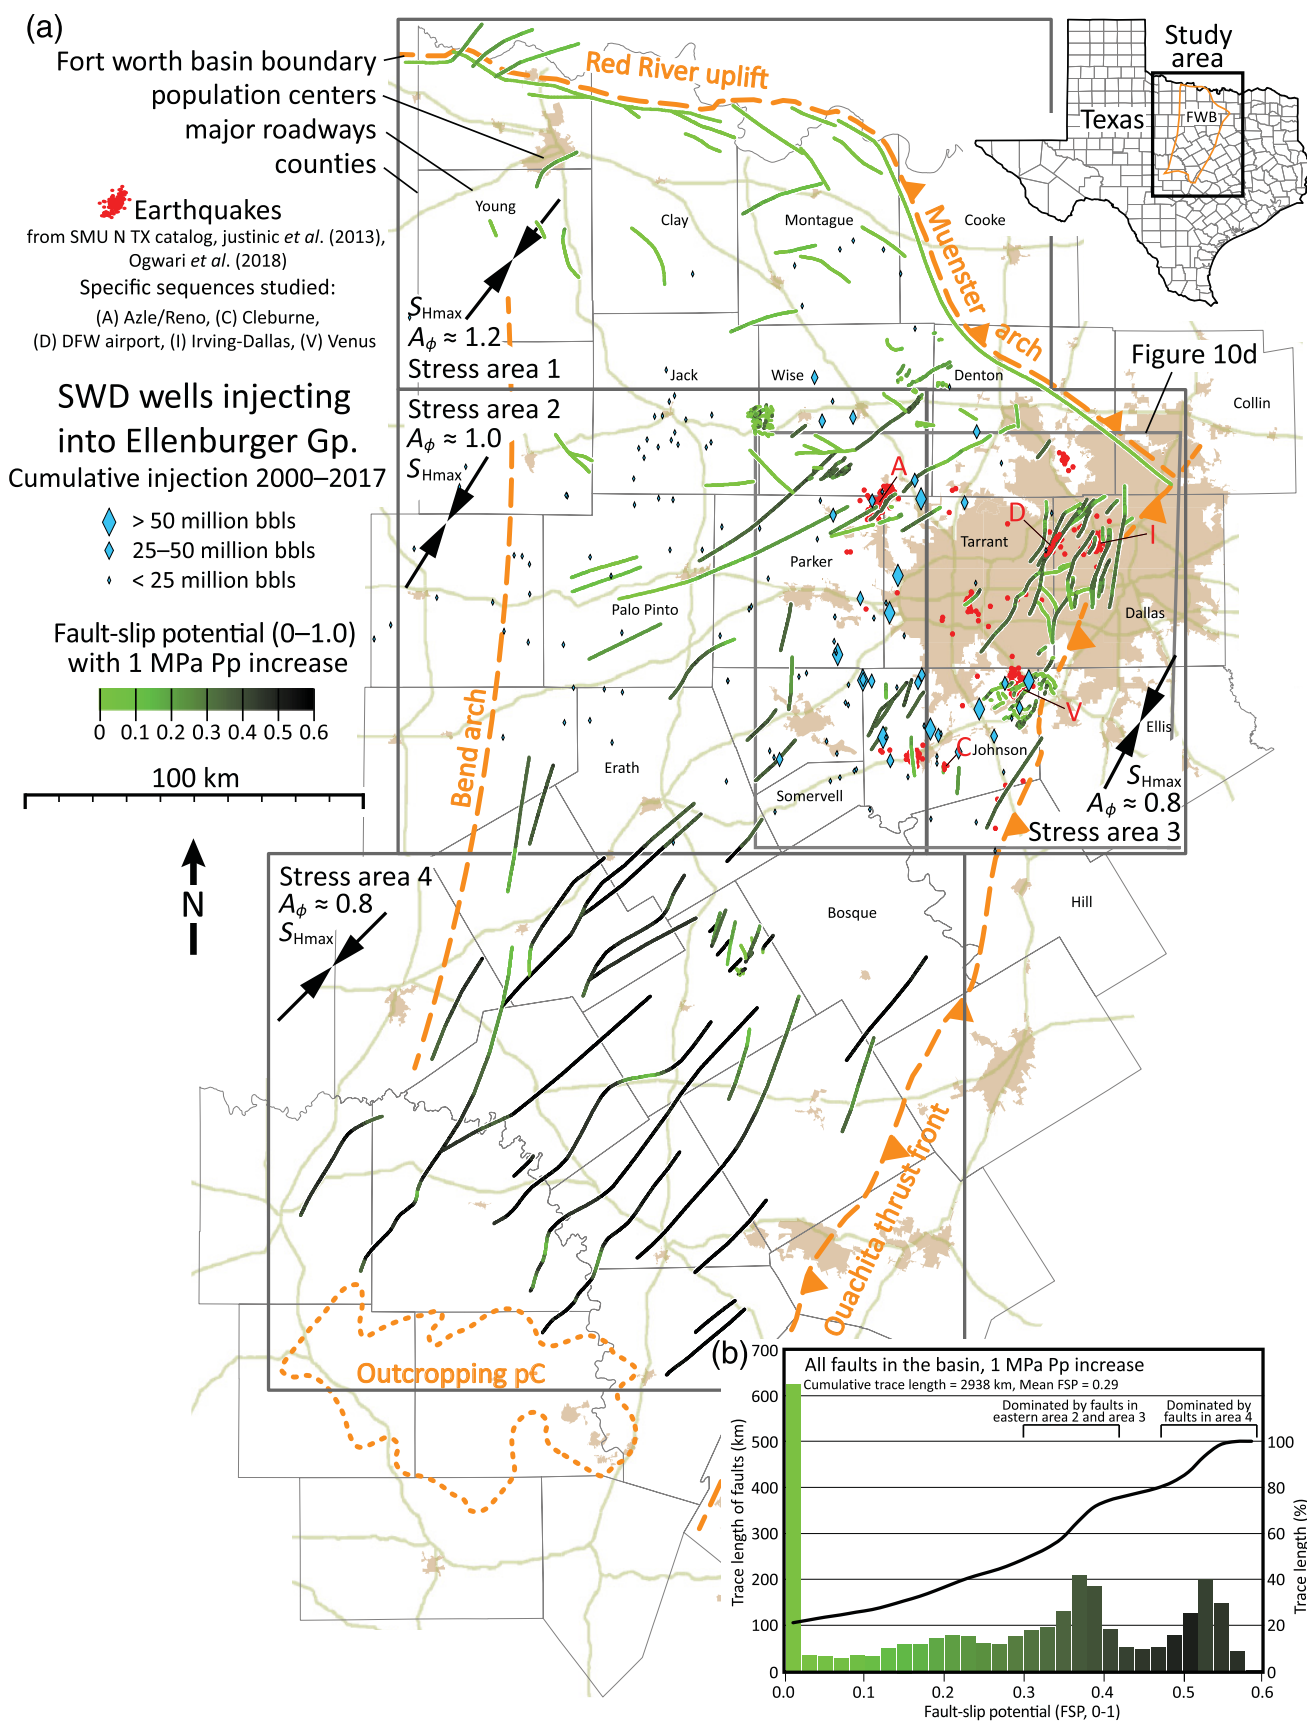 (a)
Fort worth basin boundary
population centers
major roadways
counties
Earthquakes
from SMU N TX catalog, justinic et al. (2013),
Ogwari et al. (2018)
Specific sequences studied:
(A) Azle/Reno, (C) Cleburne,
(D) DFW airport, (I) Irving-Dallas, (V) Venus
SWD wells injecting
into Ellenburger Gp.
Cumulative injection 2000–2017
> 50 million bbls
25–50 million bbls
< 25 million bbls
Fault-slip potential (0–1.0)
with 1 MPa Pp increase
0 0.1 0.2 0.3 0.4 0.5 0.6
100 km
N
Red River uplift
Study
area
Texas
FWB
Young
Clay
Montague
Cooke
Muenster arch
SHmax
Aϕ ≈ 1.2
Stress area 1
Figure 10d
Jack
Wise
Denton
Collin
Stress area 2
Aϕ ≈ 1.0
SHmax
A
D
I
Tarrant
Parker
Palo Pinto
Dallas
Bend arch
V
Ellis
C
Johnson
Erath
Somervell
SHmax
Aϕ ≈ 0.8
Stress area 3
Stress area 4
Aϕ ≈ 0.8
SHmax
Bosque
Hill
Ouachita thrust front
Outcropping pC
(b)
All faults in the basin, 1 MPa Pp increase
Cumulative trace length = 2938 km, Mean FSP = 0.29
Dominated by faults in
eastern area 2 and area 3
Dominated by
faults in area 4
Trace length of faults (km)
700
600
500
400
300
200
100
0
100
80
60
40
20
0
Trace length (%)
0.0 0.1 0.2 0.3 0.4 0.5 0.6
Fault-slip potential (FSP, 0-1)